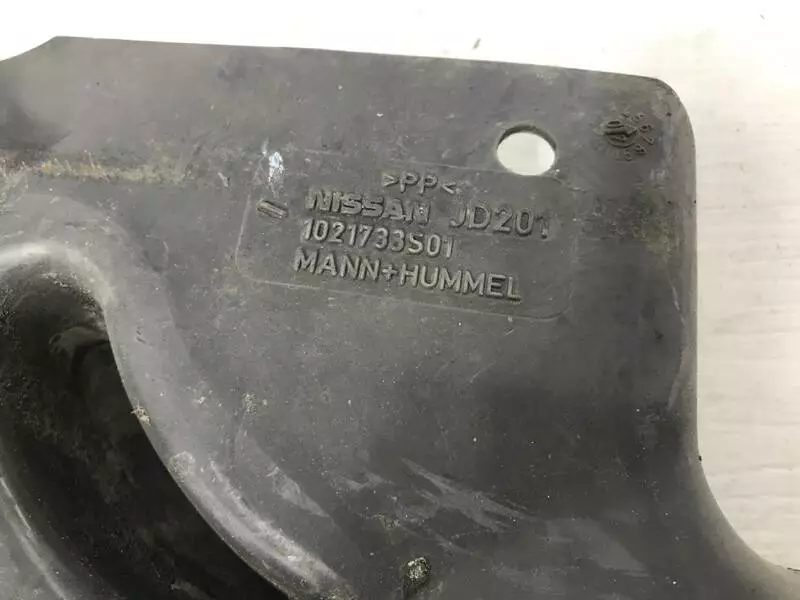 >PP<
NISSAN JD201
1021733S01
MANN+HUMMEL